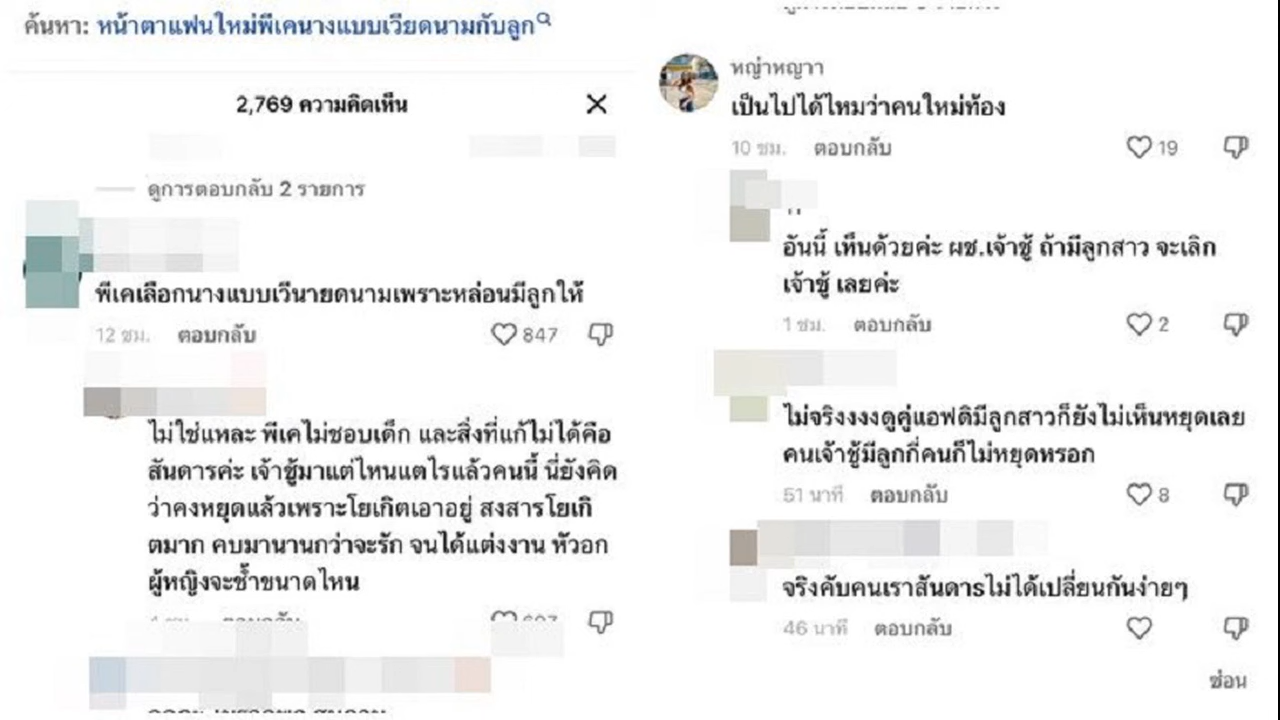 ค้นหา: หน้าตาแฟนใหม่พีเคนางแบบเวียดนามกับลูก
2,769 ความคิดเห็น
ดูการตอบกลับ 2 รายการ
พีเคเลือกนางแบบเวีนายดนามเพราะหล่อนมีลูกให้
12 ชม. ตอบกลับ 847
ไม่ใช่แหละ พีเคไม่ชอบเด็ก และสิ่งที่แก้ไม่ได้คือ
สันดารค่ะ เจ้าชู้มาแต่ไหนแตไรแล้วคนนี้ นี่ยังคิด
ว่าคงหยุดแล้วเพราะโยเกิตเอาอยู่ สงสารโยเกิ
ตมาก คบมานานกว่าจะรัก จนได้แต่งงาน หัวอก
ผู้หญิงจะช้ำขนาดไหน
ตอบกลับ
หญ่าหญาา
เป็นไปได้ไหมว่าคนใหม่ท้อง
10 ชม. ตอบกลับ 19
อันนี้ เห็นด้วยค่ะ ผช.เจ้าชู้ ถ้ามีลูกสาว จะเลิก
เจ้าชู้ เลยค่ะ
1 ชม. ตอบกลับ 2
ไม่จริงงงงดูคู่แอฟดิมีลูกสาวก็ยังไม่เห็นหยุดเลย
คนเจ้าชู้มีลูกกี่คนก็ไม่หยุดหรอก
51 นาที ตอบกลับ 8
จริงคับคนเราสันดารไม่ได้เปลี่ยนกันง่ายๆ
46 นาที ตอบกลับ
ซ่อน